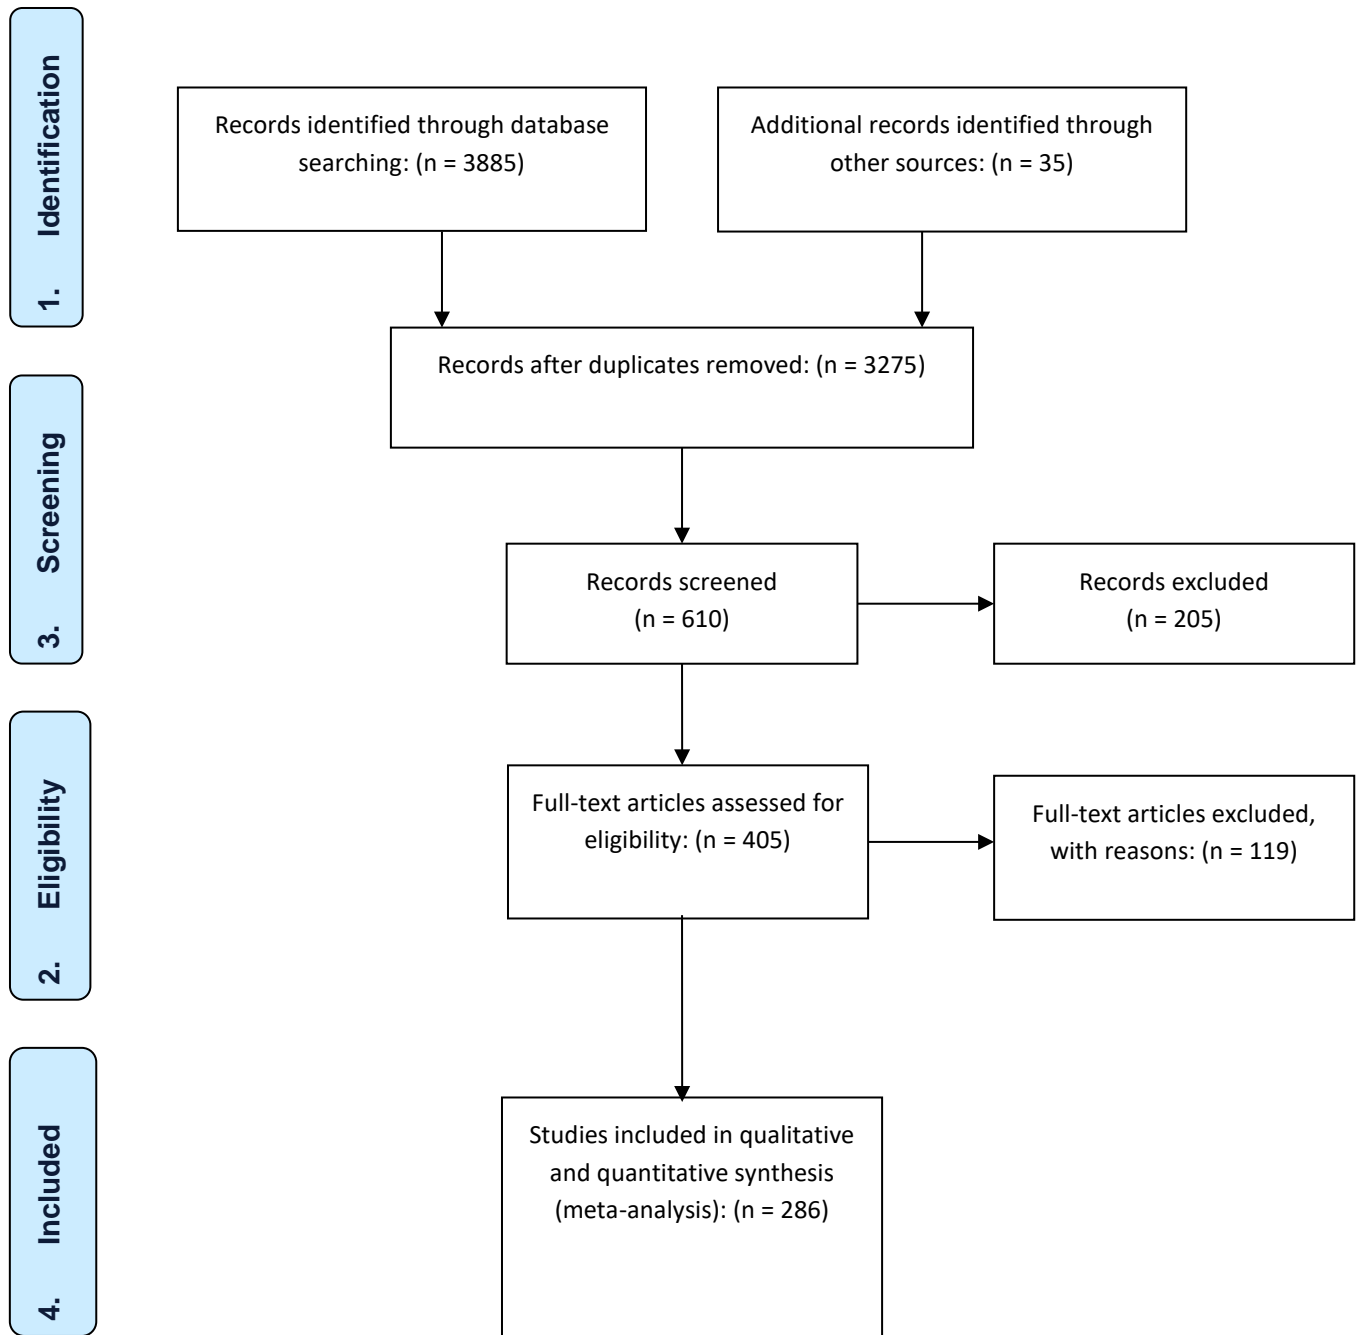 1. Identification
Records identified through database
searching: (n = 3885)
Additional records identified through
other sources: (n = 35)
Records after duplicates removed: (n = 3275)
3. Screening
Records screened
(n = 610)
Records excluded
(n = 205)
2. Eligibility
Full-text articles assessed for
eligibility: (n = 405)
Full-text articles excluded,
with reasons: (n = 119)
4. Included
Studies included in qualitative
and quantitative synthesis
(meta-analysis): (n = 286)